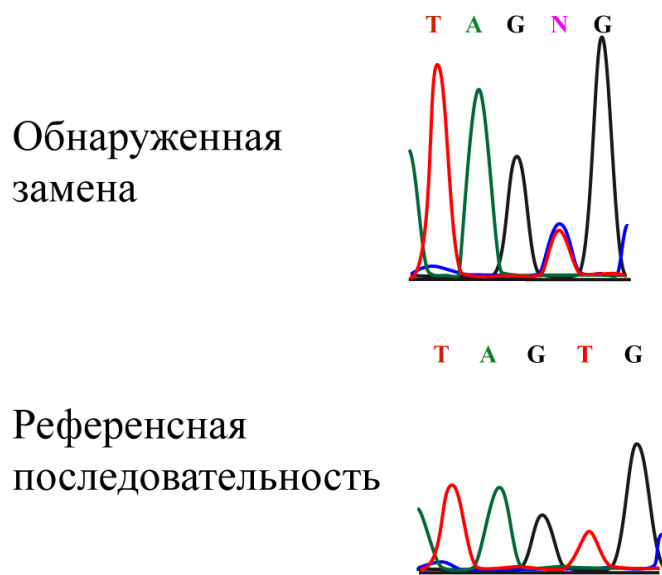 T A G N G
Обнаруженная
замена
T A G T G
Референсная
последовательность